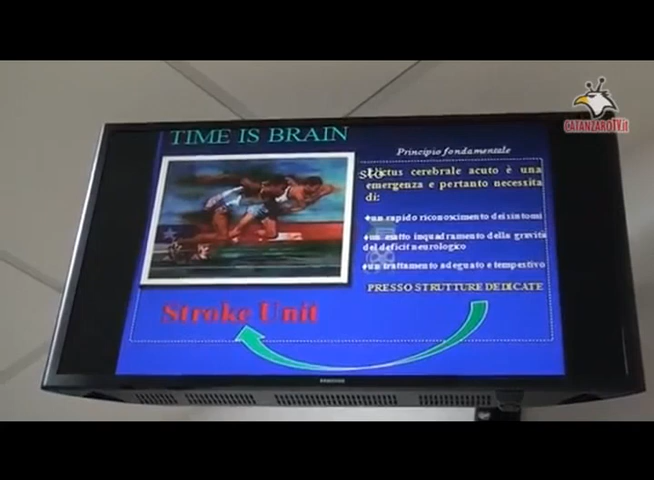 CATANZAROTV.it
TIME IS BRAIN
Principio fondamentale
L'ictus cerebrale acuto è una
emergenza e pertanto necessita
di:
un rapido riconoscimento dei sintomi
un esatto inquadramento della gravità
del deficit neurologico
un trattamento adeguato e tempestivo
PRESSO STRUTTURE DEDICATE
Stroke Unit
SAMSUNG